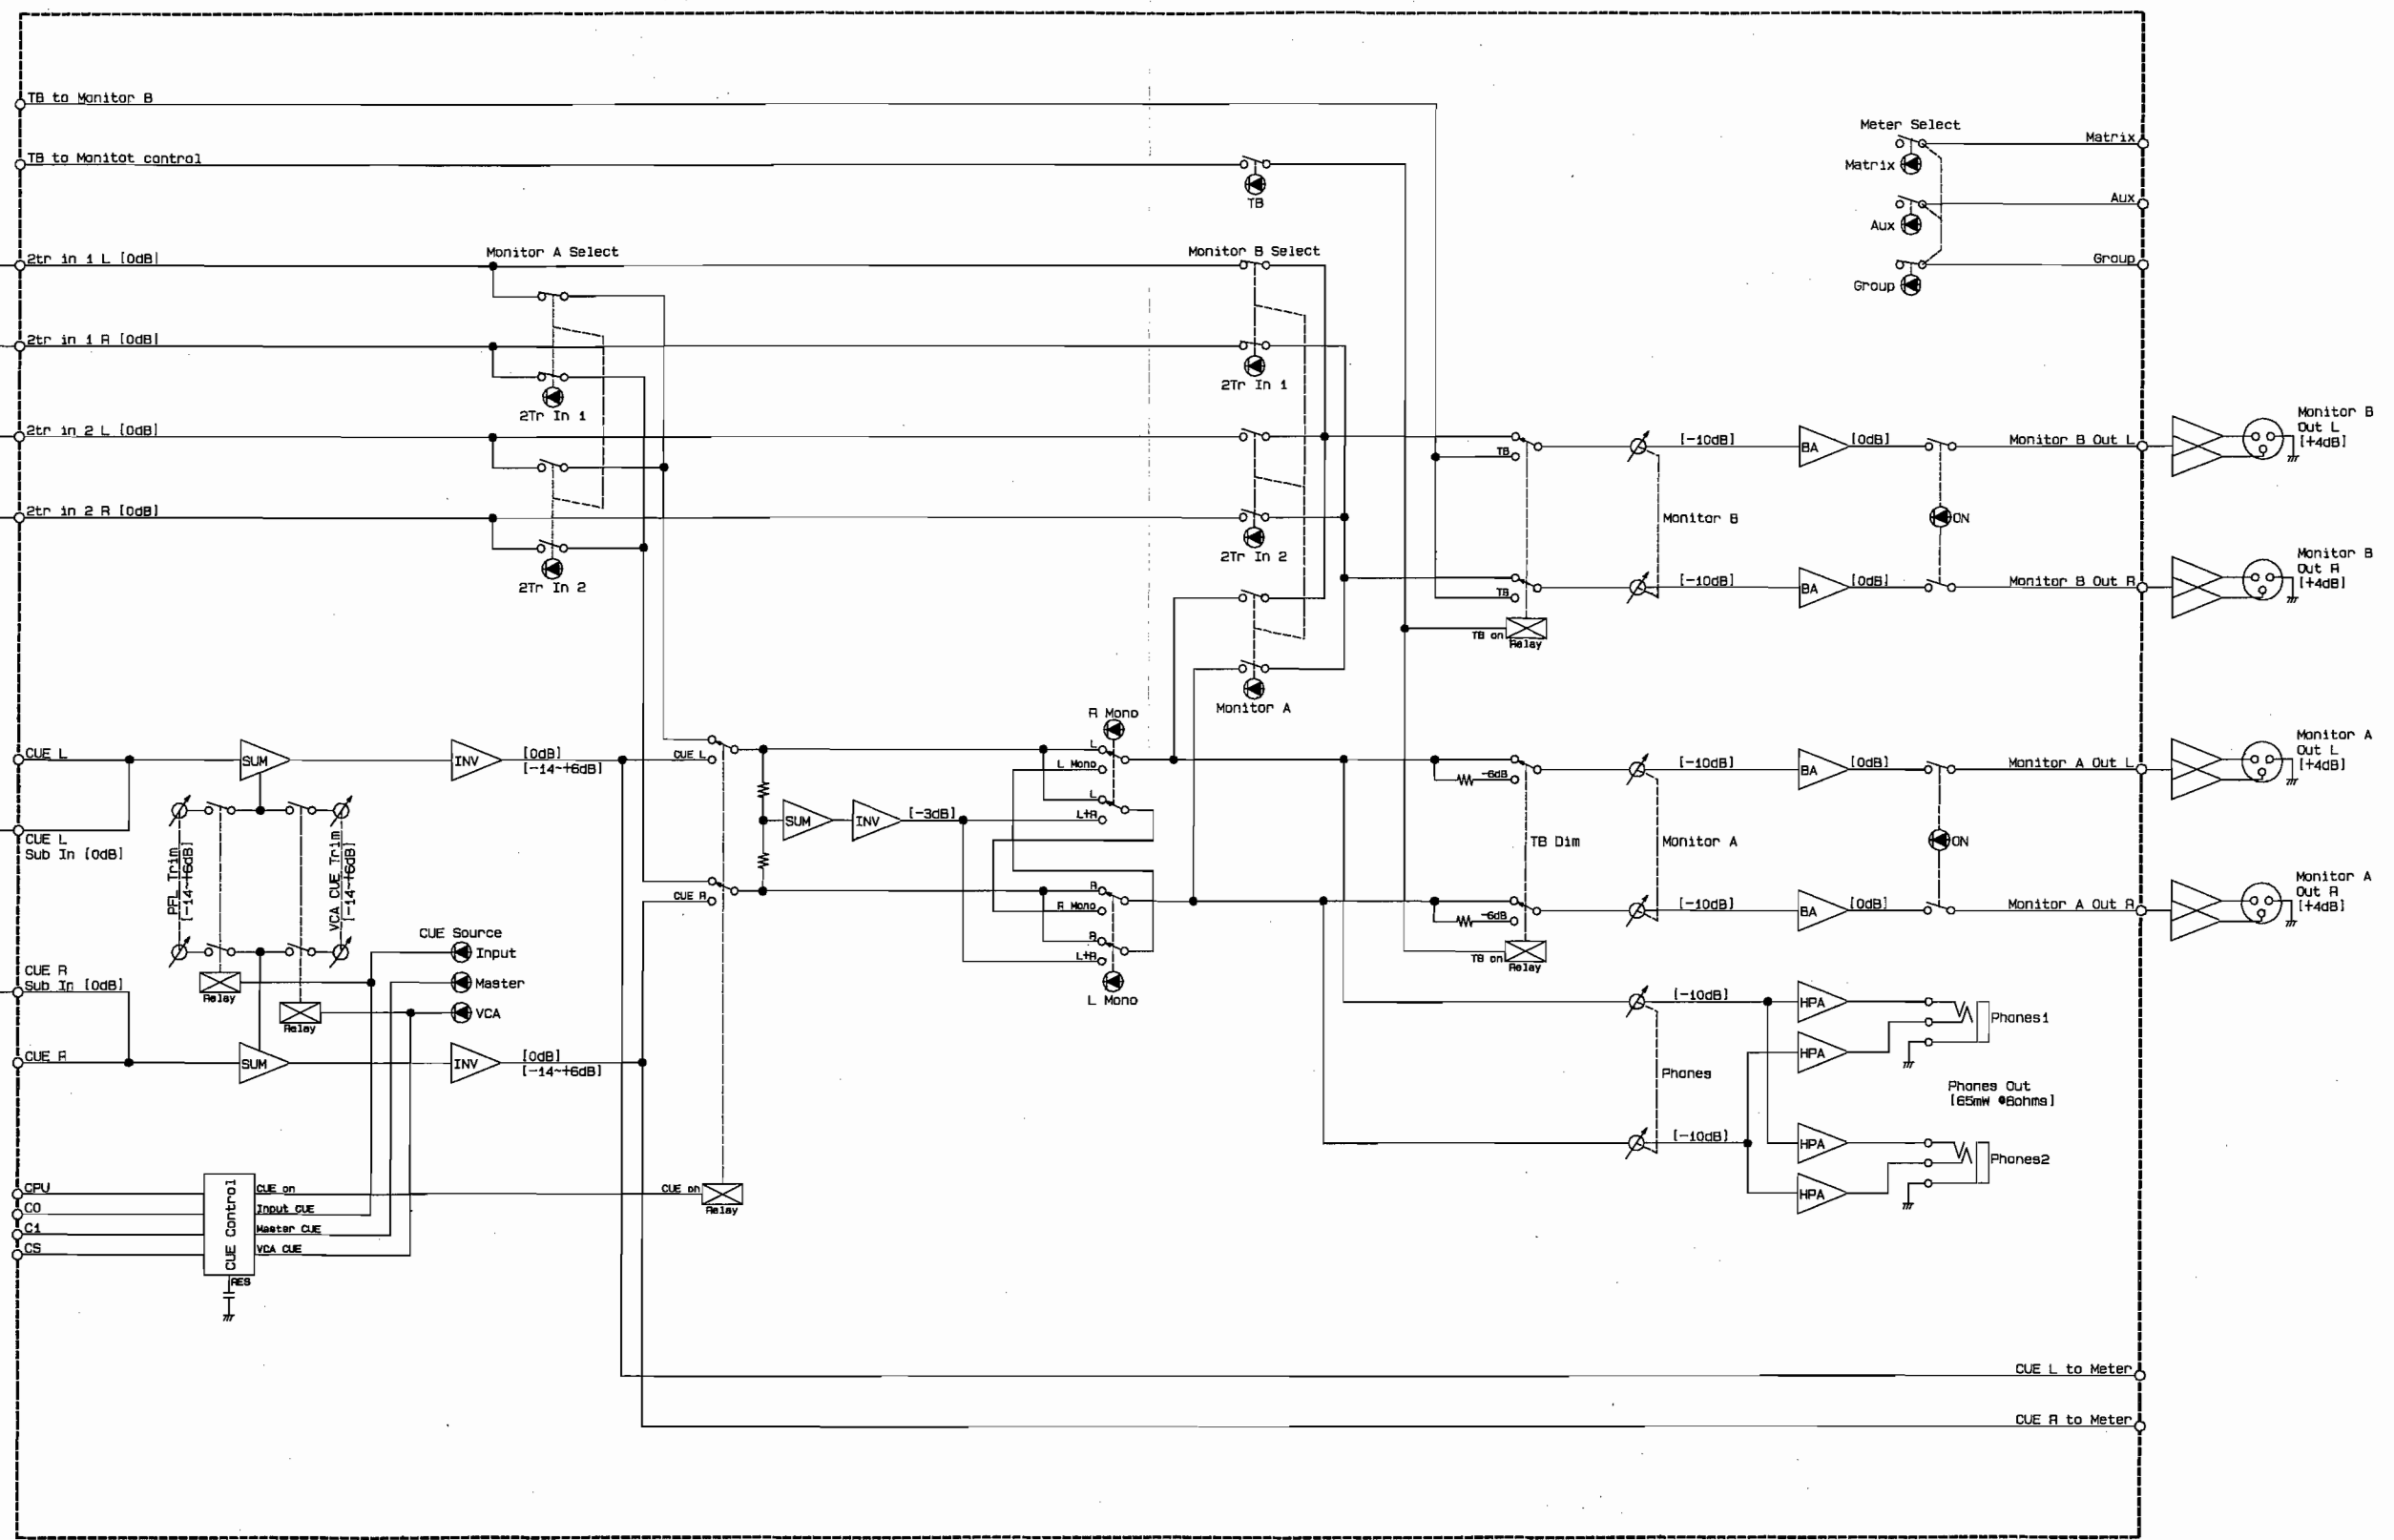 TB to Monitor B
TB to Monitot control
TB
Meter Select
Matrix
Matrix
Aux
Aux
Group
Group
2tr in 1 L [0dB]
2tr in 1 R [0dB]
2tr in 2 L [0dB]
2tr in 2 R [0dB]
Monitor A Select
2Tr In 1
2Tr In 2
Monitor B Select
2Tr In 1
2Tr In 2
Monitor A
TB
TB
TB on
Relay
[-10dB]
BA
[0dB]
Monitor B Out L
Monitor B
Out L
[+4dB]
Monitor B
ON
[-10dB]
BA
[0dB]
Monitor B Out R
Monitor B
Out R
[+4dB]
CUE L
SUM
INV
[0dB]
[-14~+6dB]
CUE L
CUE L
Sub In [0dB]
PFL Trim
[-14~+6dB]
VCA CUE Trim
[-14~+6dB]
CUE Source
Input
Master
VCA
Relay
Relay
CUE R
Sub In [0dB]
CUE R
SUM
INV
[0dB]
[-14~+6dB]
CUE R
SUM
INV
[-3dB]
R Mono
L
L Mono
L
L+R
R
R Mono
R
L+R
L Mono
-6dB
TB Dim
-6dB
TB on
Relay
[-10dB]
BA
[0dB]
Monitor A Out L
Monitor A
Out L
[+4dB]
Monitor A
ON
[-10dB]
BA
[0dB]
Monitor A Out R
Monitor A
Out R
[+4dB]
[-10dB]
HPA
HPA
Phones1
Phones
Phones Out
[65mW @8ohms]
[-10dB]
HPA
HPA
Phones2
CPU
C0
C1
CS
CUE Control
CUE on
Input CUE
Master CUE
VCA CUE
RES
CUE on
Relay
CUE L to Meter
CUE R to Meter